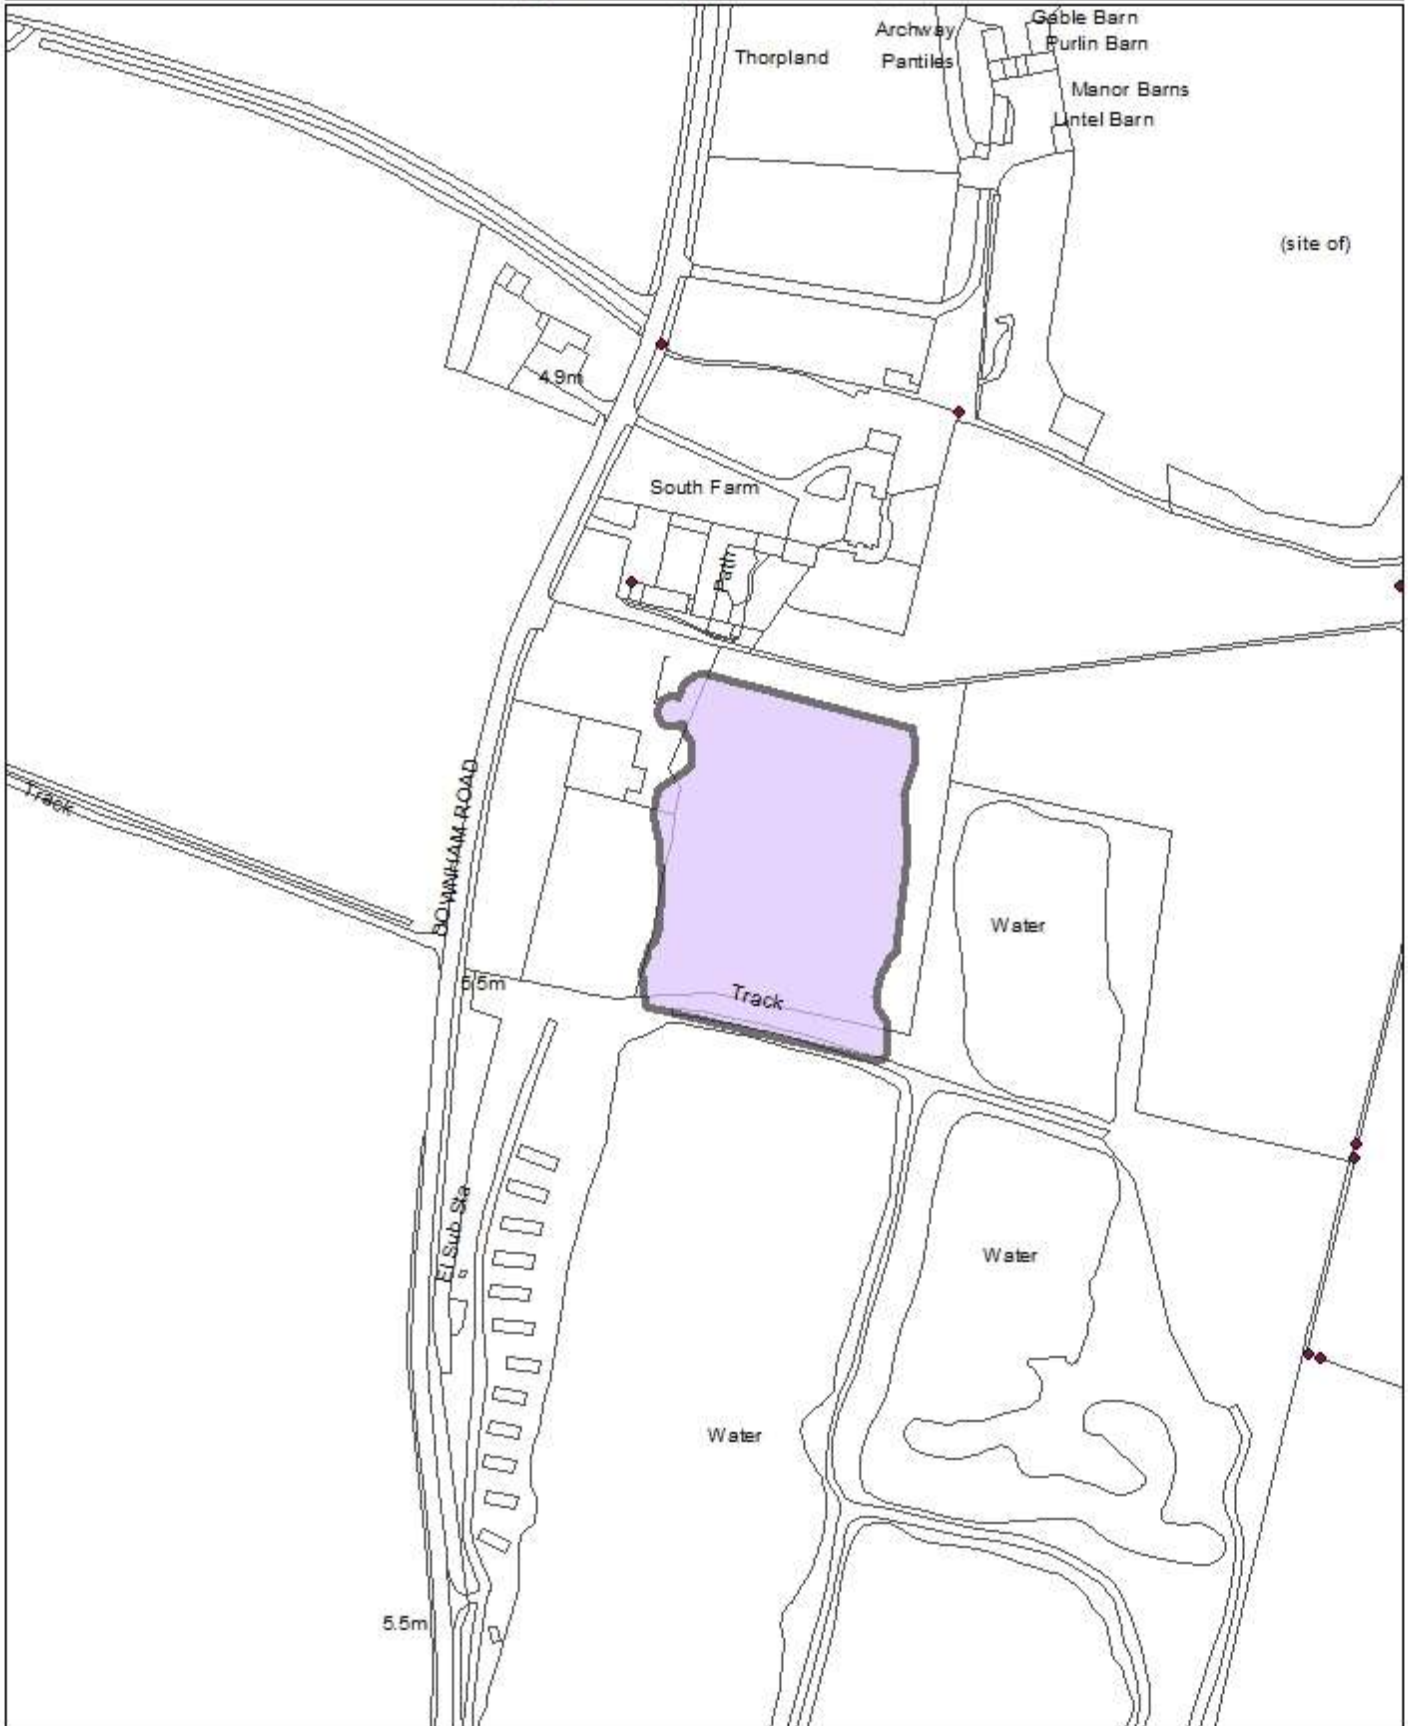 Gable Barn
Archway
Purlin Barn
Thorpland
Pantiles
Manor Barns
Lintel Barn
(site of)
4.9m
South Farm
Path
Track
DOWNHAM ROAD
Water
5.5m
Track
El Sub Sta
Water
Water
5.5m